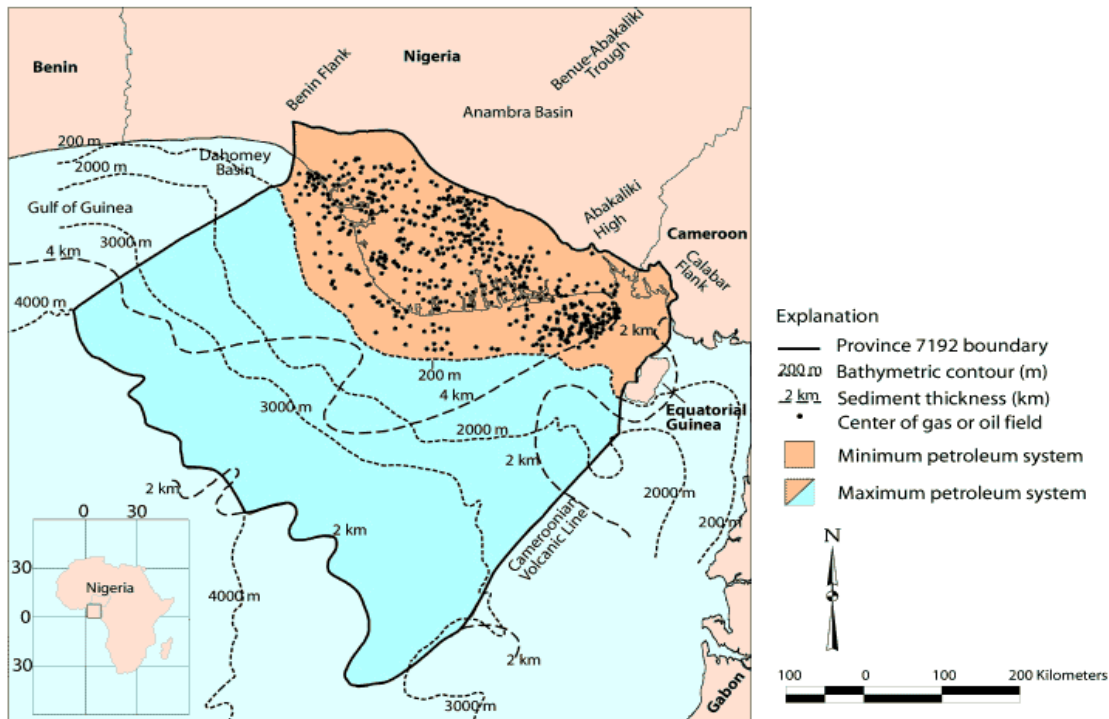 Benin
Nigeria
Benue-Abakaliki
Trough
Benin Flank
Anambra Basin
200 m
Dahomey
Basin
2000 m
Abakaliki
High
Gulf of Guinea
Cameroon
3000 m
4 km
Calabar
Flank
4000 m
2 km
200 m
4 km
3000 m
Equatorial
Guinea
2000 m
2 km
2 km
2000 m
200 m
2 km
Cameroonian
Volcanic Line
4000 m
2 km
3000 m
Gabon
0 30
30
Nigeria
0
30
Explanation
Province 7192 boundary
200 m Bathymetric contour (m)
2 km Sediment thickness (km)
Center of gas or oil field
Minimum petroleum system
Maximum petroleum system
N
100 0 100 200 Kilometers